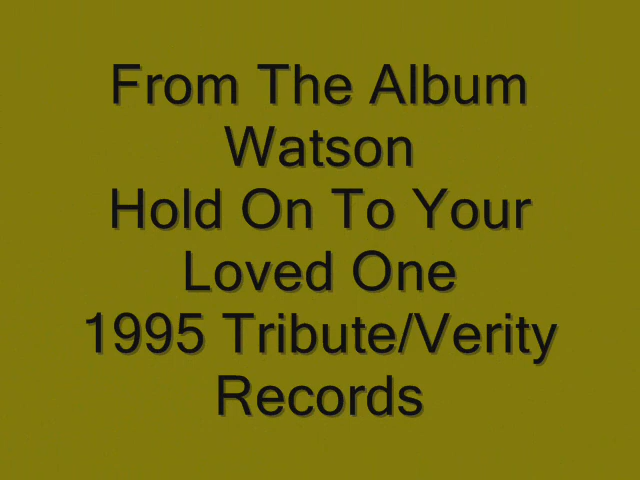 From The Album
Watson
Hold On To Your
Loved One
1995 Tribute/Verity
Records